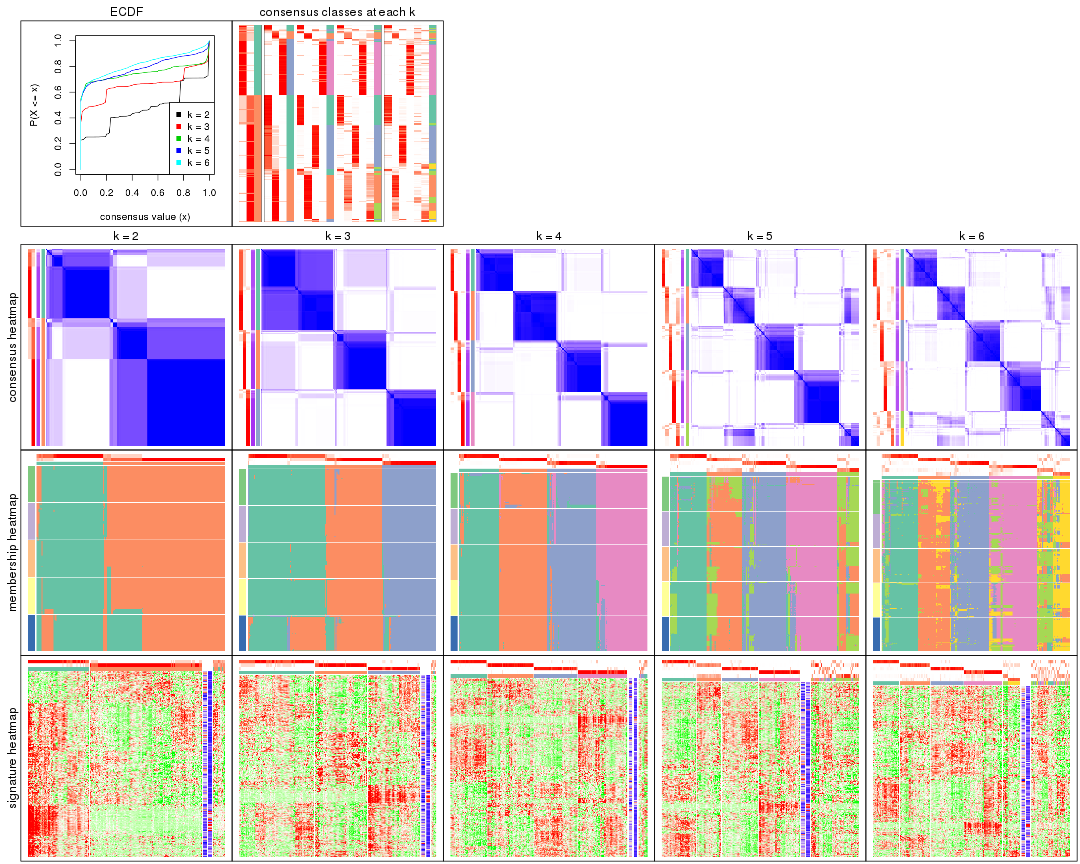 ECDF
consensus classes at each k
P(X <= x)
0.0 0.2 0.4 0.6 0.8 1.0
k = 2
k = 3
k = 4
k = 5
k = 6
0.0 0.2 0.4 0.6 0.8 1.0
consensus value (x)
k = 2
k = 3
k = 4
k = 5
k = 6
consensus heatmap
membership heatmap
signature heatmap